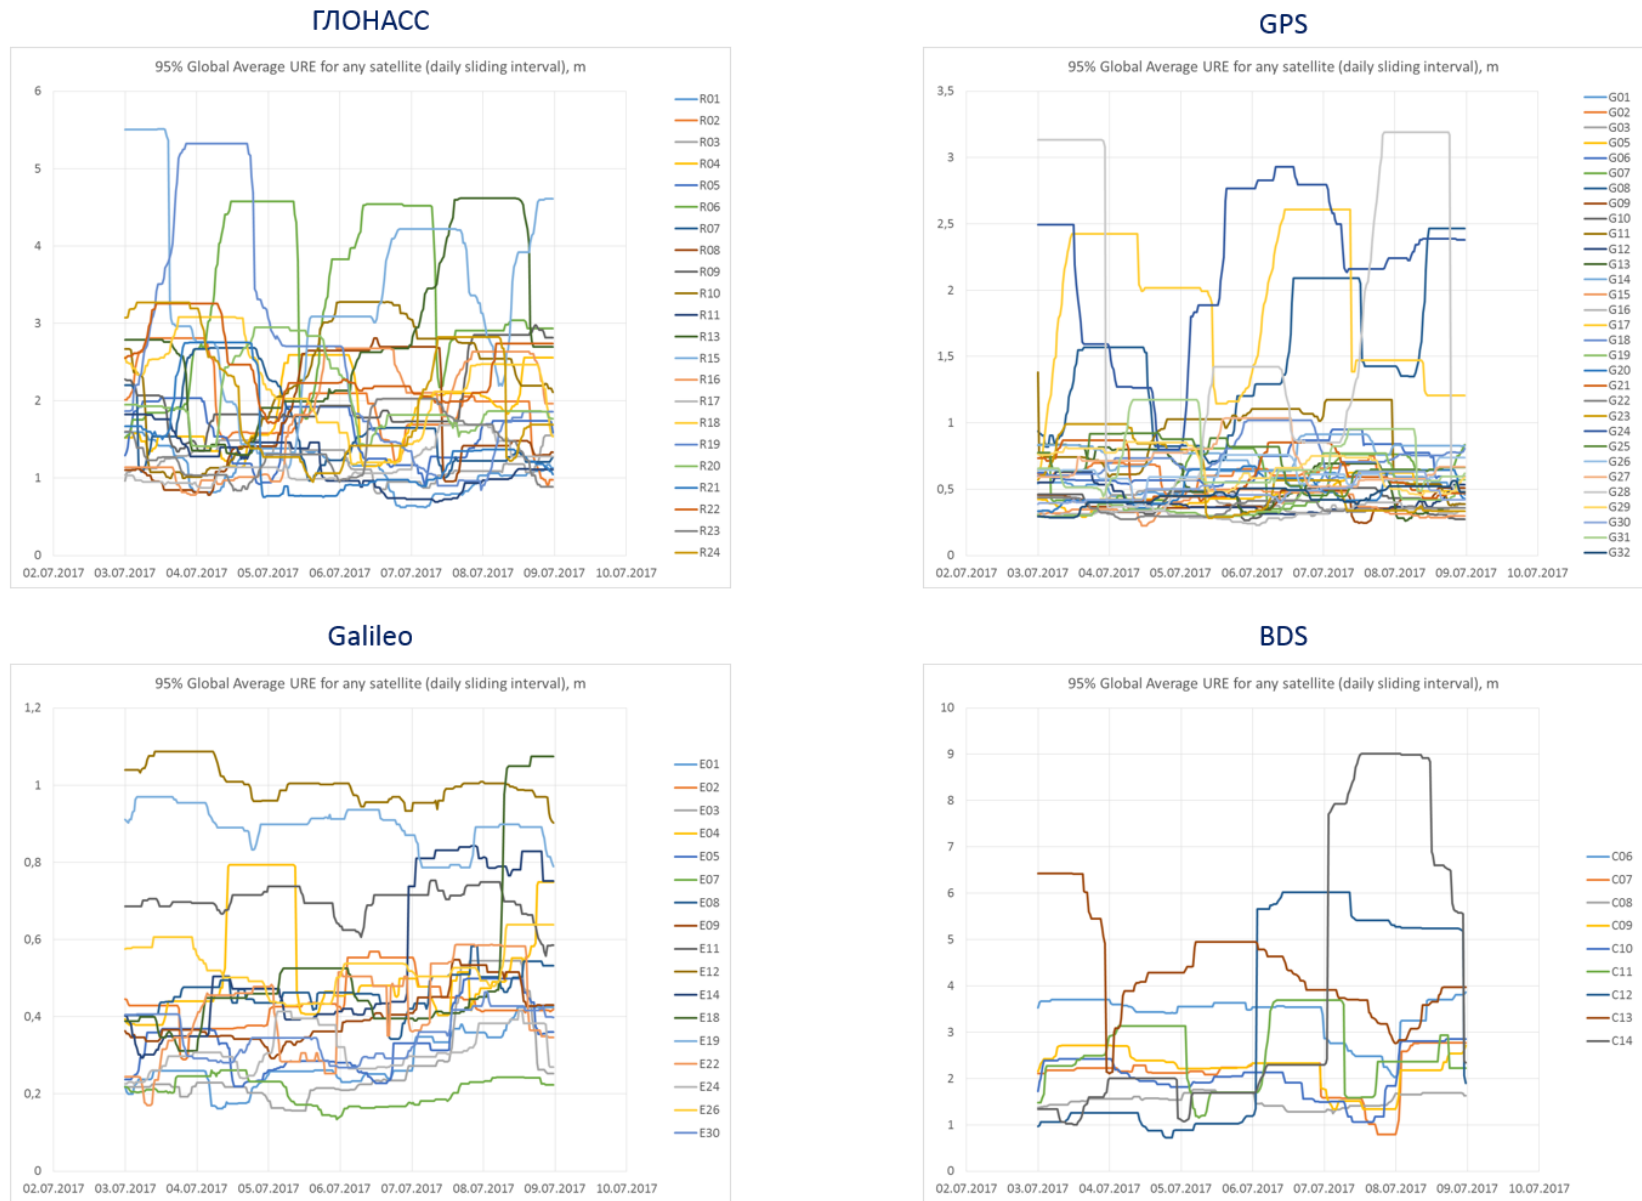 ГЛОНАСС
GPS
95% Global Average URE for any satellite (daily sliding interval), m
6
5
4
3
2
1
0
02.07.2017 03.07.2017 04.07.2017 05.07.2017 06.07.2017 07.07.2017 08.07.2017 09.07.2017 10.07.2017
R01
R02
R03
R04
R05
R06
R07
R08
R09
R10
R11
R13
R15
R16
R17
R18
R19
R20
R21
R22
R23
R24
95% Global Average URE for any satellite (daily sliding interval), m
3,5
3
2,5
2
1,5
1
0,5
0
02.07.2017 03.07.2017 04.07.2017 05.07.2017 06.07.2017 07.07.2017 08.07.2017 09.07.2017 10.07.2017
G01
G02
G03
G05
G06
G07
G08
G09
G10
G11
G12
G13
G14
G15
G16
G17
G18
G19
G20
G21
G22
G23
G24
G25
G26
G27
G28
G29
G30
G31
G32
Galileo
BDS
95% Global Average URE for any satellite (daily sliding interval), m
1,2
1
0,8
0,6
0,4
0,2
0
02.07.2017 03.07.2017 04.07.2017 05.07.2017 06.07.2017 07.07.2017 08.07.2017 09.07.2017 10.07.2017
E01
E02
E03
E04
E05
E07
E08
E09
E11
E12
E14
E18
E19
E22
E24
E26
E30
95% Global Average URE for any satellite (daily sliding interval), m
10
9
8
7
6
5
4
3
2
1
0
02.07.2017 03.07.2017 04.07.2017 05.07.2017 06.07.2017 07.07.2017 08.07.2017 09.07.2017 10.07.2017
C06
C07
C08
C09
C10
C11
C12
C13
C14